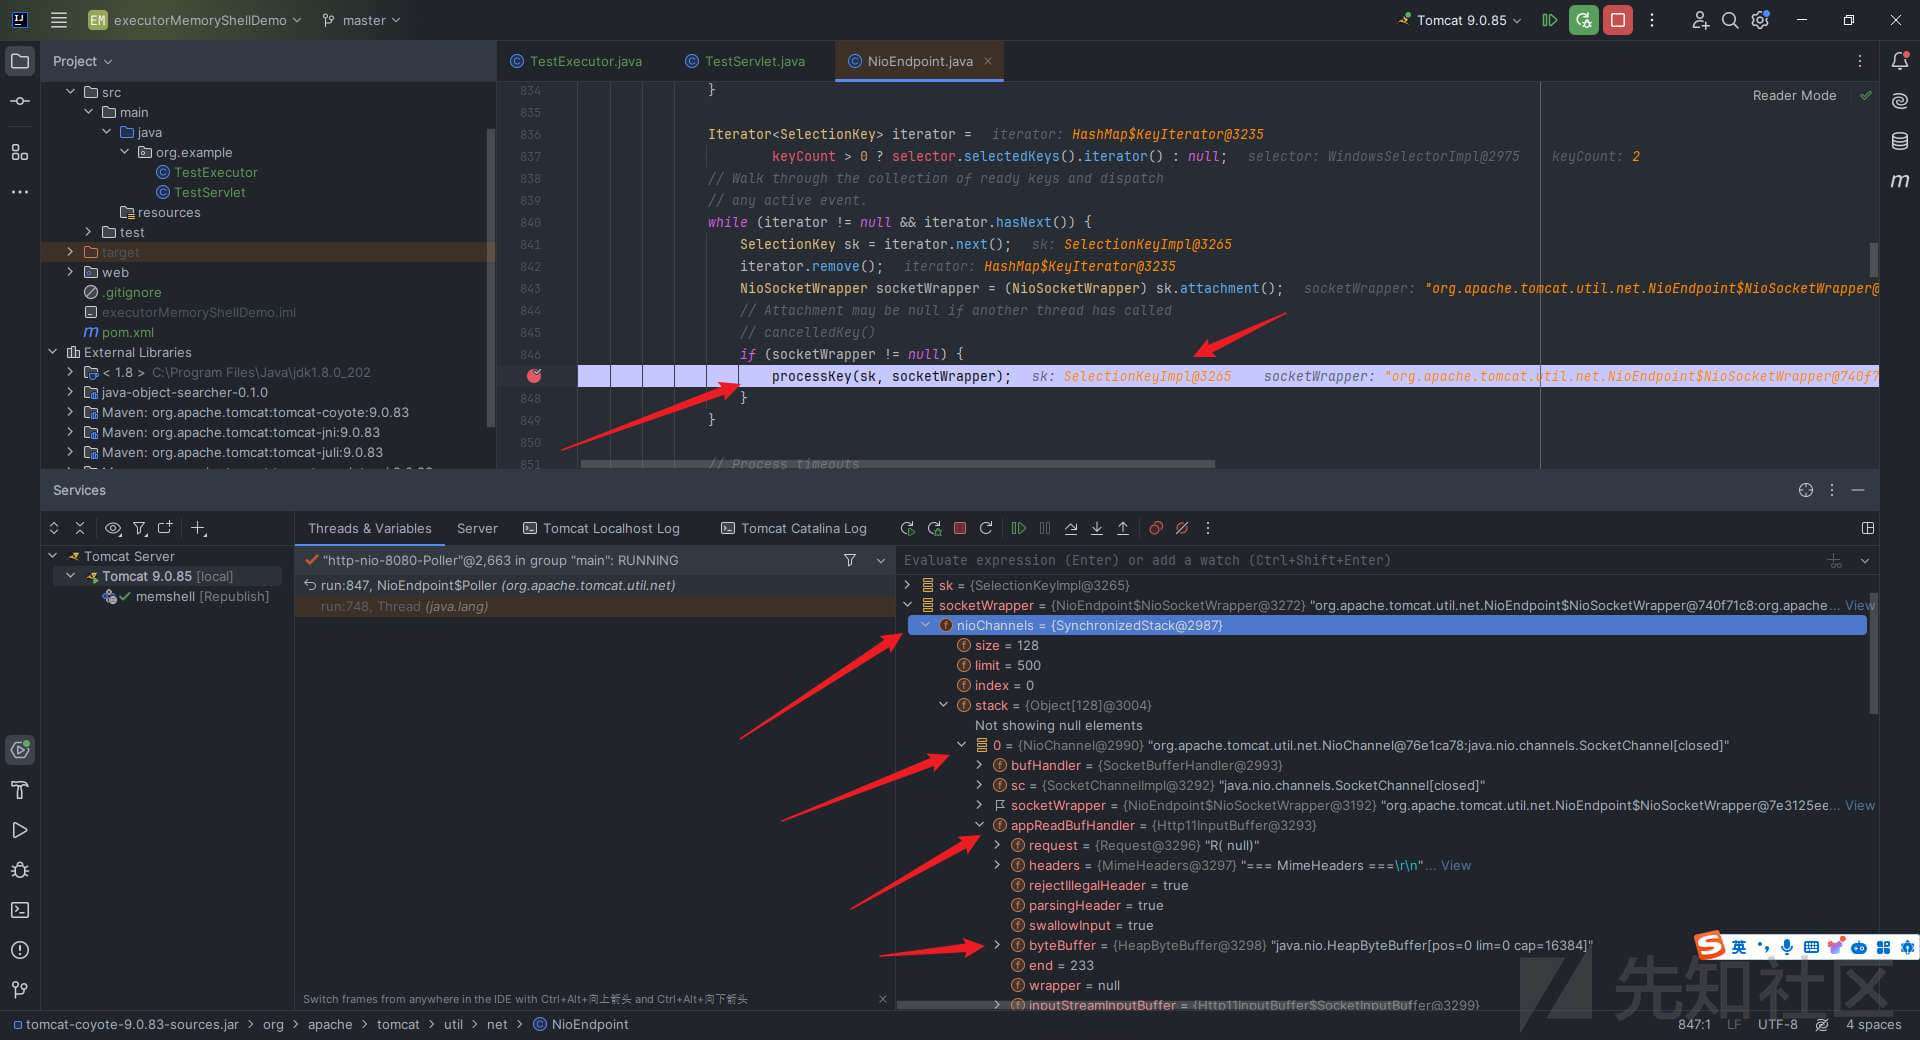 EM executorMemoryShellDemo master Tomcat 9.0.85
Project
TestExecutor.java TestServlet.java NioEndpoint.java
Reader Mode
src
main
java
org.example
TestExecutor
TestServlet
resources
test
target
web
.gitignore
executorMemoryShellDemo.iml
pom.xml
External Libraries
< 1.8 > C:\Program Files\Java\jdk1.8.0_202
java-object-searcher-0.1.0
Maven: org.apache.tomcat:tomcat-coyote:9.0.83
Maven: org.apache.tomcat:tomcat-jni:9.0.83
Maven: org.apache.tomcat:tomcat-juli:9.0.83
834 }
835
836 Iterator<SelectionKey> iterator = iterator: HashMap$KeyIterator@3235
837 keyCount > 0 ? selector.selectedKeys().iterator() : null; selector: WindowsSelectorImpl@2975 keyCount: 2
838 // Walk through the collection of ready keys and dispatch
839 // any active event.
840 while (iterator != null && iterator.hasNext()) {
841 SelectionKey sk = iterator.next(); sk: SelectionKeyImpl@3265
842 iterator.remove(); iterator: HashMap$KeyIterator@3235
843 NioSocketWrapper socketWrapper = (NioSocketWrapper) sk.attachment(); socketWrapper: "org.apache.tomcat.util.net.NioEndpoint$NioSocketWrapper@
844 // Attachment may be null if another thread has called
845 // cancelledKey()
846 if (socketWrapper != null) {
processKey(sk, socketWrapper); sk: SelectionKeyImpl@3265 socketWrapper: "org.apache.tomcat.util.net.NioEndpoint$NioSocketWrapper@740f7
848 }
849 }
850
851 // Process timeouts
Services
Threads & Variables Server Tomcat Localhost Log Tomcat Catalina Log
Tomcat Server
Tomcat 9.0.85 [local]
memshell [Republish]
"http-nio-8080-Poller"@2,663 in group "main": RUNNING
run:847, NioEndpoint$Poller (org.apache.tomcat.util.net)
run:748, Thread (java.lang)
Switch frames from anywhere in the IDE with Ctrl+Alt+向上箭头 and Ctrl+Alt+向下箭头
Evaluate expression (Enter) or add a watch (Ctrl+Shift+Enter)
sk = {SelectionKeyImpl@3265}
socketWrapper = {NioEndpoint$NioSocketWrapper@3272} "org.apache.tomcat.util.net.NioEndpoint$NioSocketWrapper@740f71c8:org.apache... View
nioChannels = {SynchronizedStack@2987}
size = 128
limit = 500
index = 0
stack = {Object[128]@3004}
Not showing null elements
0 = {NioChannel@2990} "org.apache.tomcat.util.net.NioChannel@76e1ca78:java.nio.channels.SocketChannel[closed]"
bufHandler = {SocketBufferHandler@2993}
sc = {SocketChannelImpl@3292} "java.nio.channels.SocketChannel[closed]"
socketWrapper = {NioEndpoint$NioSocketWrapper@3192} "org.apache.tomcat.util.net.NioEndpoint$NioSocketWrapper@7e3125ee... View
appReadBufHandler = {Http11InputBuffer@3293}
request = {Request@3296} "R( null)"
headers = {MimeHeaders@3297} "=== MimeHeaders ===\r\n"... View
rejectIllegalHeader = true
parsingHeader = true
swallowInput = true
byteBuffer = {HeapByteBuffer@3298} "java.nio.HeapByteBuffer[pos=0 lim=0 cap=16384]"
end = 233
wrapper = null
inputStreamInputBuffer = {Http11InputBuffer$SocketInputBuffer@3299}
英
先知社区
tomcat-coyote-9.0.83-sources.jar > org > apache > tomcat > util > net > NioEndpoint
847:1 LF UTF-8 4 spaces